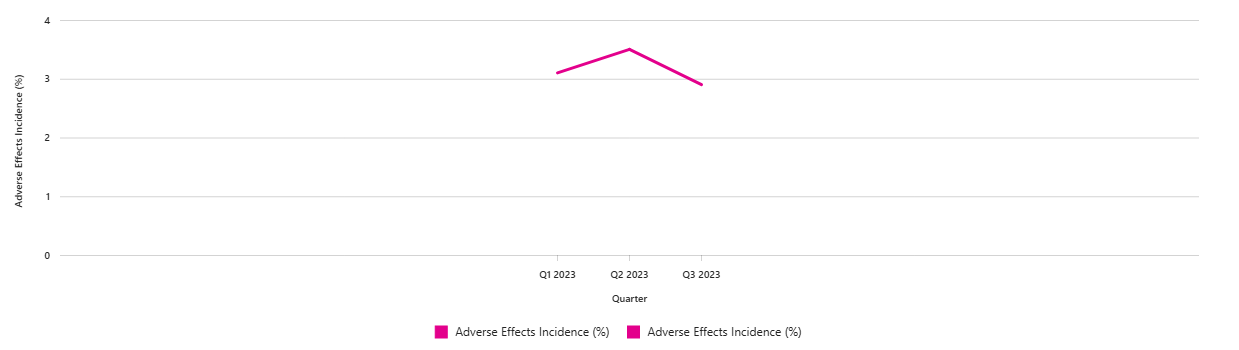 4
3
2
1
0
Adverse Effects Incidence (%)
Q1 2023 Q2 2023 Q3 2023
Quarter
Adverse Effects Incidence (%) Adverse Effects Incidence (%)